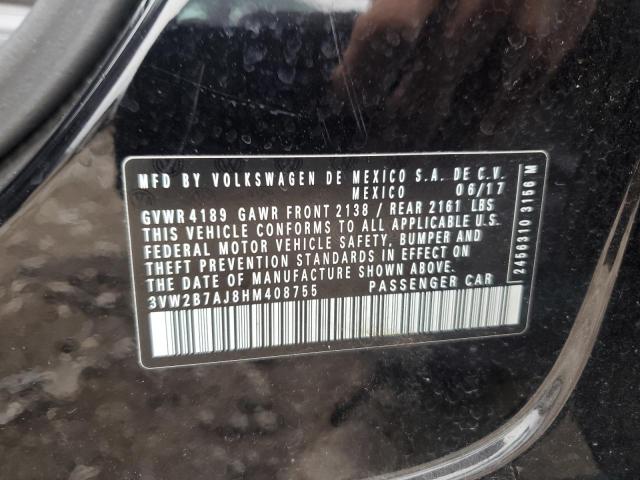 MFD BY VOLKSWAGEN DE MEXICO S.A. DE C.V.
MEXICO 06/17
GVWR 4189 GAWR FRONT 2138 / REAR 2161 LBS
THIS VEHICLE CONFORMS TO ALL APPLICABLE U.S.
FEDERAL MOTOR VEHICLE SAFETY, BUMPER AND
THEFT PREVENTION STANDARDS IN EFFECT ON
THE DATE OF MANUFACTURE SHOWN ABOVE.
3VW2B7AJ8HM408755 PASSENGER CAR
2456310 3156 M